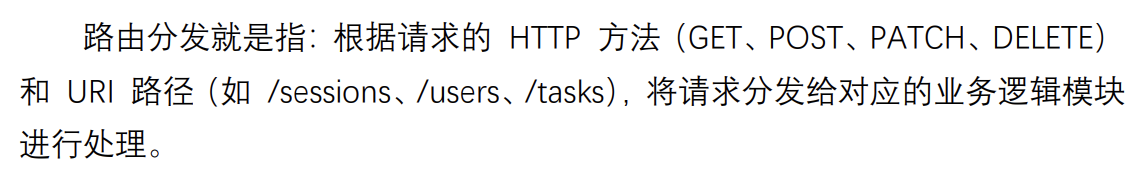 路由分发就是指：根据请求的 HTTP 方法（GET、POST、PATCH、DELETE）
和 URI 路径（如 /sessions、/users、/tasks），将请求分发给对应的业务逻辑模块
进行处理。